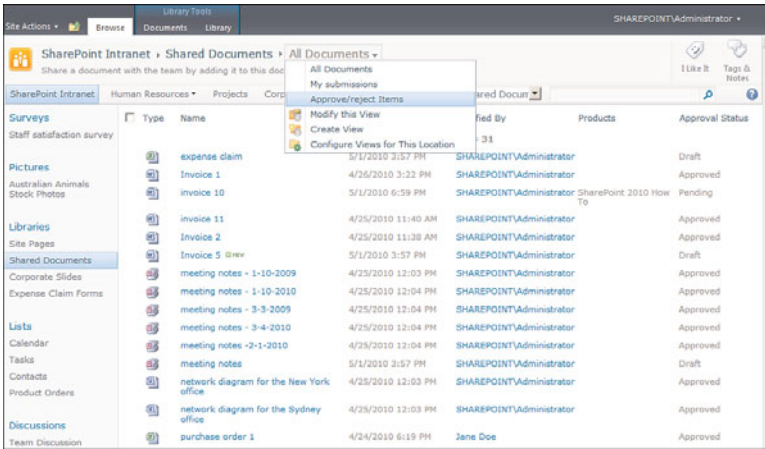 Library Tools
Site Actions Browse Documents Library SHAREPOINT\Administrator
SharePoint Intranet Shared Documents All Documents
Share a document with the team by adding it to this doc
I Like It Tags & Notes
All Documents
My submissions
Approve/reject Items
Modify this View
Create View
Configure Views for This Location
SharePoint Intranet Human Resources Projects Corp ared Docum
Surveys
Staff satisfaction survey
Pictures
Australian Animals
Stock Photos
Libraries
Site Pages
Shared Documents
Corporate Slides
Expense Claim Forms
Lists
Calendar
Tasks
Contacts
Product Orders
Discussions
Team Discussion
Type Name fied By Products Approval Status
31
expense claim 5/1/2010 3:57 PM SHAREPOINT\Administrator Draft
Invoice 1 4/26/2010 3:22 PM SHAREPOINT\Administrator Approved
invoice 10 5/1/2010 6:59 PM SHAREPOINT\Administrator SharePoint 2010 How To Pending
invoice 11 4/25/2010 11:40 AM SHAREPOINT\Administrator Approved
Invoice 2 4/25/2010 11:38 AM SHAREPOINT\Administrator Approved
Invoice 5 new 5/1/2010 3:57 PM SHAREPOINT\Administrator Draft
meeting notes - 1-10-2009 4/25/2010 12:03 PM SHAREPOINT\Administrator Approved
meeting notes - 1-10-2010 4/25/2010 12:04 PM SHAREPOINT\Administrator Approved
meeting notes - 3-3-2009 4/25/2010 12:04 PM SHAREPOINT\Administrator Approved
meeting notes - 3-4-2010 4/25/2010 12:04 PM SHAREPOINT\Administrator Approved
meeting notes -2-1-2010 4/25/2010 12:04 PM SHAREPOINT\Administrator Approved
meeting notes 5/1/2010 3:57 PM SHAREPOINT\Administrator Draft
network diagram for the New York office 4/25/2010 12:03 PM SHAREPOINT\Administrator Approved
network diagram for the Sydney office 4/25/2010 12:03 PM SHAREPOINT\Administrator Approved
purchase order 1 4/24/2010 6:19 PM Jane Doe Approved